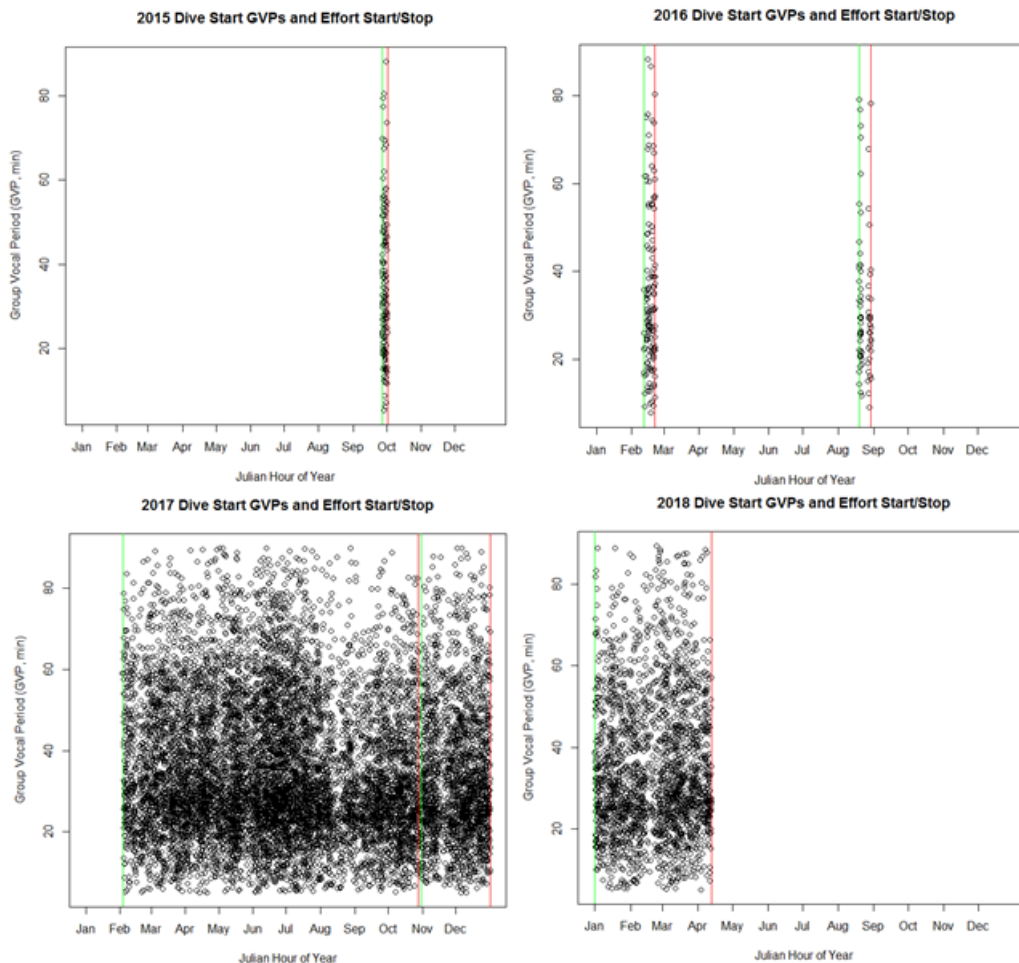 2015 Dive Start GVPs and Effort Start/Stop
Group Vocal Period (GVP, min)
80
60
40
20
Jan Feb Mar Apr May Jun Jul Aug Sep Oct Nov Dec
Julian Hour of Year
2016 Dive Start GVPs and Effort Start/Stop
Group Vocal Period (GVP, min)
80
60
40
20
Jan Feb Mar Apr May Jun Jul Aug Sep Oct Nov Dec
Julian Hour of Year
2017 Dive Start GVPs and Effort Start/Stop
Group Vocal Period (GVP, min)
80
60
40
20
Jan Feb Mar Apr May Jun Jul Aug Sep Oct Nov Dec
Julian Hour of Year
2018 Dive Start GVPs and Effort Start/Stop
Group Vocal Period (GVP, min)
80
60
40
20
Jan Feb Mar Apr May Jun Jul Aug Sep Oct Nov Dec
Julian Hour of Year